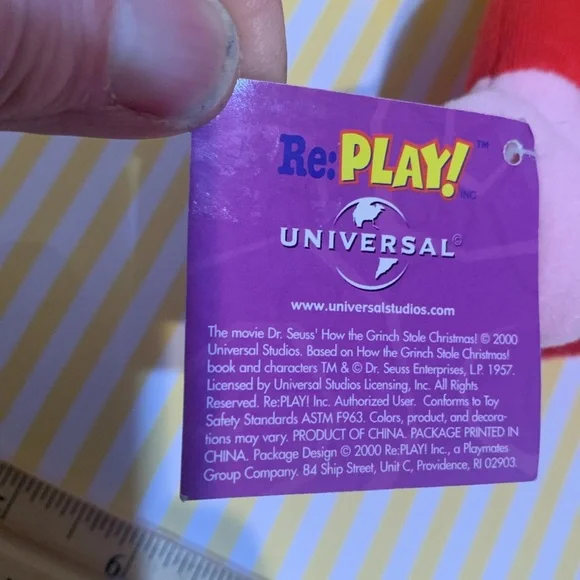 Re:PLAY!™
INC
UNIVERSAL©
www.universalstudios.com
The movie Dr. Seuss' How the Grinch Stole Christmas! © 2000
Universal Studios. Based on How the Grinch Stole Christmas!
book and characters TM & © Dr. Seuss Enterprises, L.P. 1957.
Licensed by Universal Studios Licensing, Inc. All Rights
Reserved. Re:PLAY! Inc. Authorized User. Conforms to Toy
Safety Standards ASTM F963. Colors, product, and decora-
tions may vary. PRODUCT OF CHINA. PACKAGE PRINTED IN
CHINA. Package Design © 2000 Re:PLAY! Inc., a Playmates
Group Company. 84 Ship Street, Unit C, Providence, RI 02903.
9